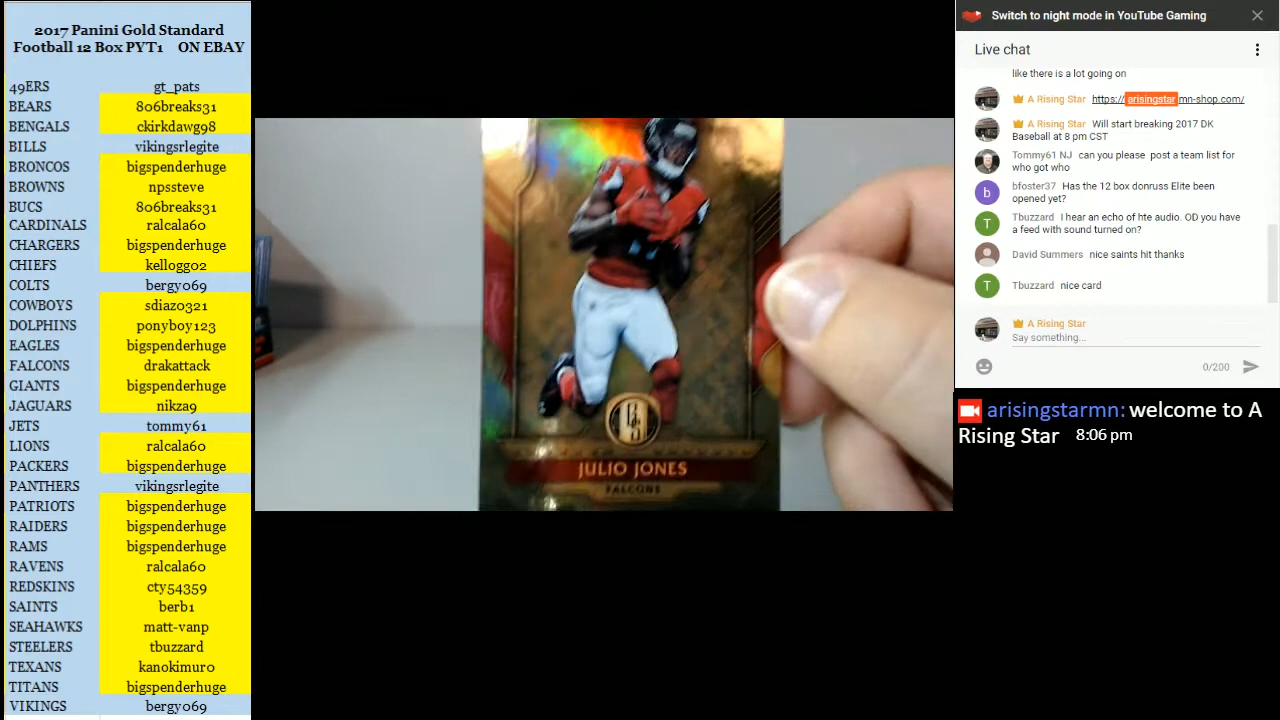 2017 Panini Gold Standard
Football 12 Box PYT1 ON EBAY
49ERS gt_pats
BEARS 806breaks31
BENGALS ckirkdawg98
BILLS vikingsrlegite
BRONCOS bigspenderhuge
BROWNS npssteve
BUCS 806breaks31
CARDINALS ralcala60
CHARGERS bigspenderhuge
CHIEFS kellogg02
COLTS bergy069
COWBOYS sdiaz0321
DOLPHINS ponyboy123
EAGLES bigspenderhuge
FALCONS drakattack
GIANTS bigspenderhuge
JAGUARS nikza9
JETS tommy61
LIONS ralcala60
PACKERS bigspenderhuge
PANTHERS vikingsrlegite
PATRIOTS bigspenderhuge
RAIDERS bigspenderhuge
RAMS bigspenderhuge
RAVENS ralcala60
REDSKINS cty54359
SAINTS berb1
SEAHAWKS matt-vanp
STEELERS tbuzzard
TEXANS kanokimuro
TITANS bigspenderhuge
VIKINGS bergy069
JULIO JONES
FALCONS
Switch to night mode in YouTube Gaming
Live chat
like there is a lot going on
A Rising Star https://arisingstarmn-shop.com/
A Rising Star Will start breaking 2017 DK
Baseball at 8 pm CST
Tommy61 NJ can you please post a team list for
who got who
b bfoster37 Has the 12 box donruss Elite been
opened yet?
T Tbuzzard I hear an echo of hte audio. OD you have
a feed with sound turned on?
David Summers nice saints hit thanks
T Tbuzzard nice card
A Rising Star
Say something...
0/200
arisingstarmn: welcome to A
Rising Star 8:06 pm